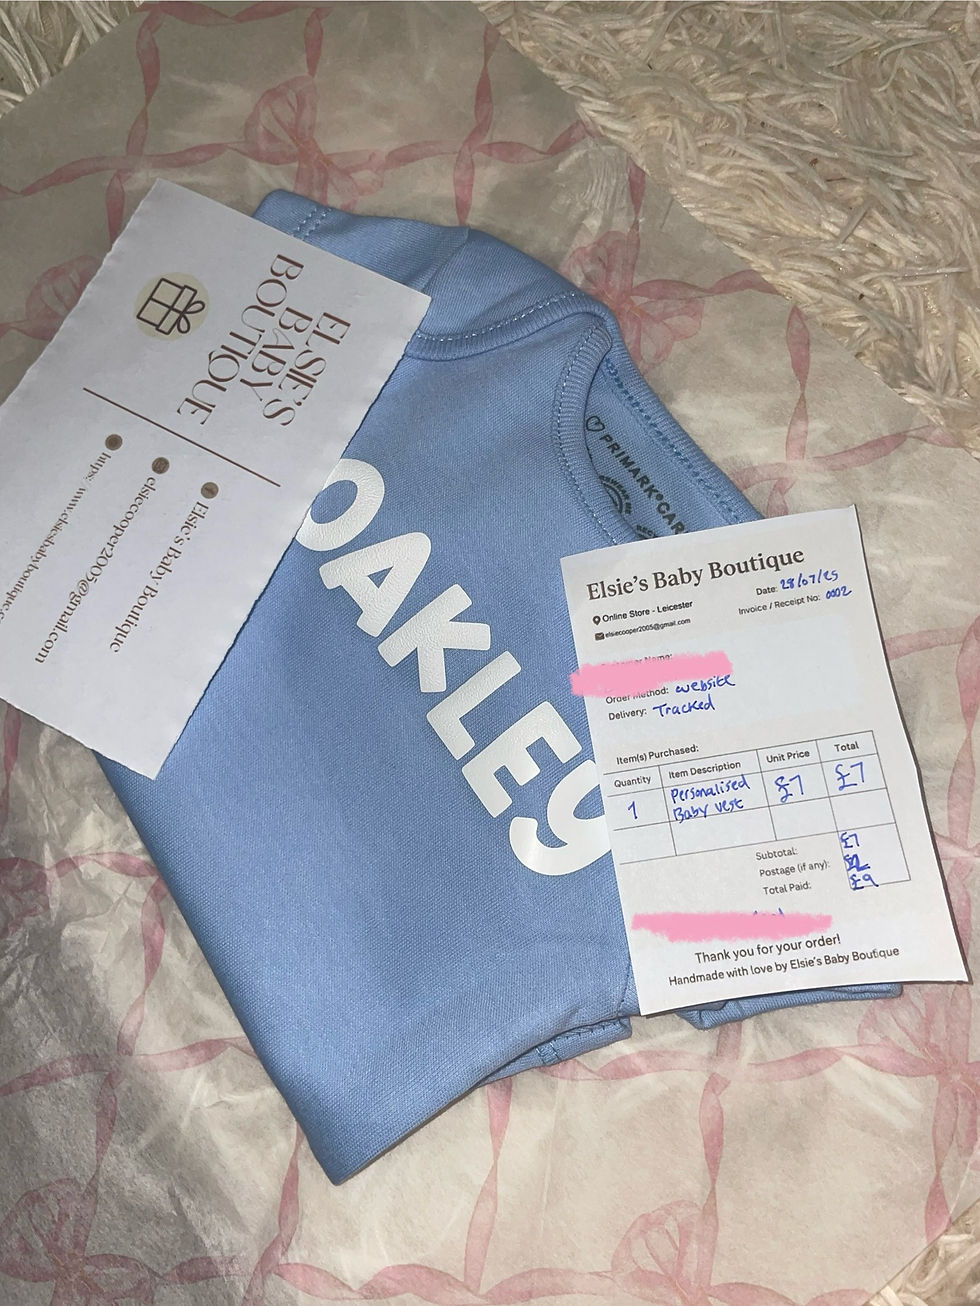 ELSIE'S
BABY
BOUTIQUE
Elsie's Baby Boutique
elsiecooper2005@gmail.com
OAKLEY
PRIMARK CAR
Elsie's Baby Boutique
Online Store - Leicester
elsiecooper2005@gmail.com
Date: 28/07/25
Invoice / Receipt No: 0002
Name:
Order Method: website
Delivery: Tracked
Item(s) Purchased:
Quantity Item Description Unit Price Total
1 Personalised Baby vest £7 £7
Subtotal: £7
Postage (if any): £2
Total Paid: £9
Thank you for your order!
Handmade with love by Elsie's Baby Boutique